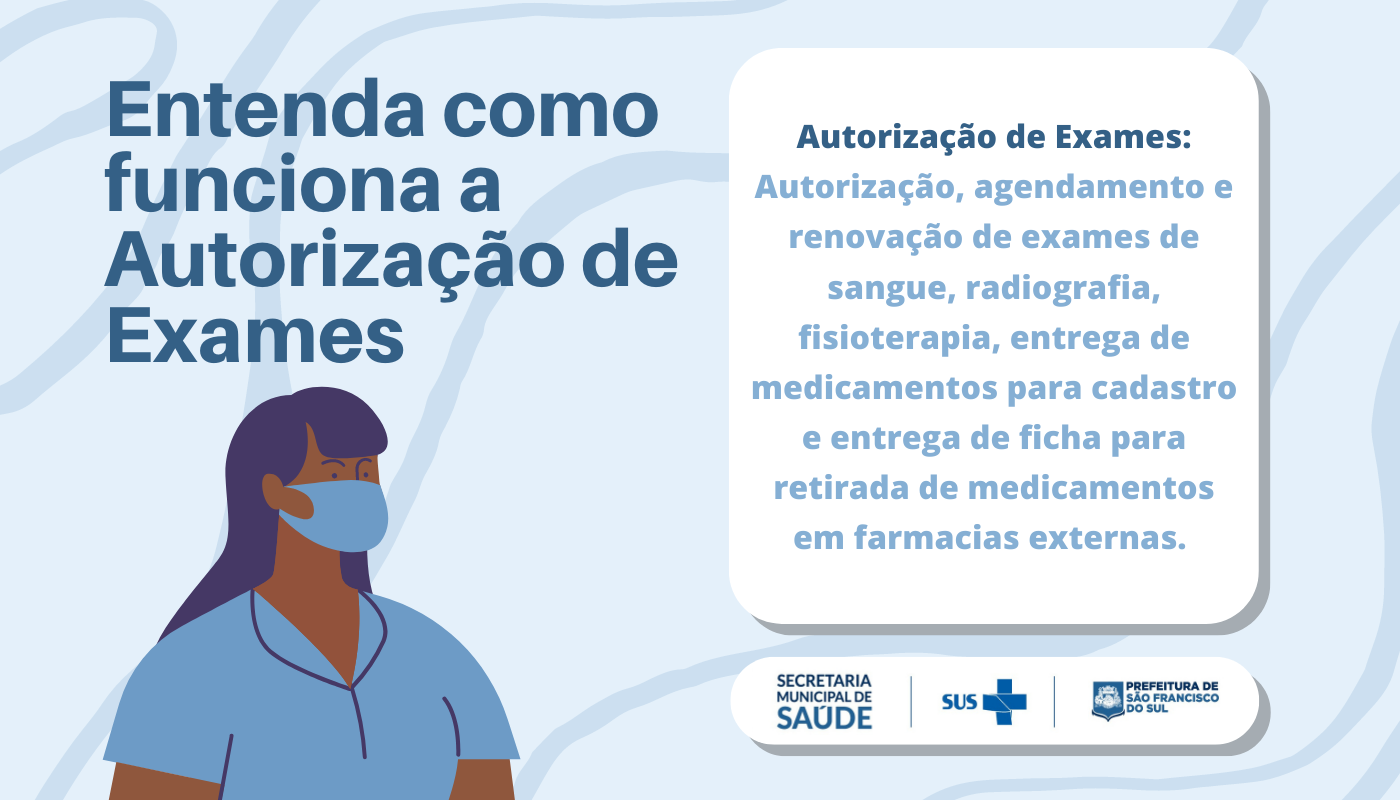 Entenda como
funciona a
Autorização de
Exames
Autorização de Exames:
Autorização, agendamento e
renovação de exames de
sangue, radiografia,
fisioterapia, entrega de
medicamentos para cadastro
e entrega de ficha para
retirada de medicamentos
em farmacias externas.
SECRETARIA
MUNICIPAL DE
SAÚDE
SUS
PREFEITURA DE
SÃO FRANCISCO
DO SUL